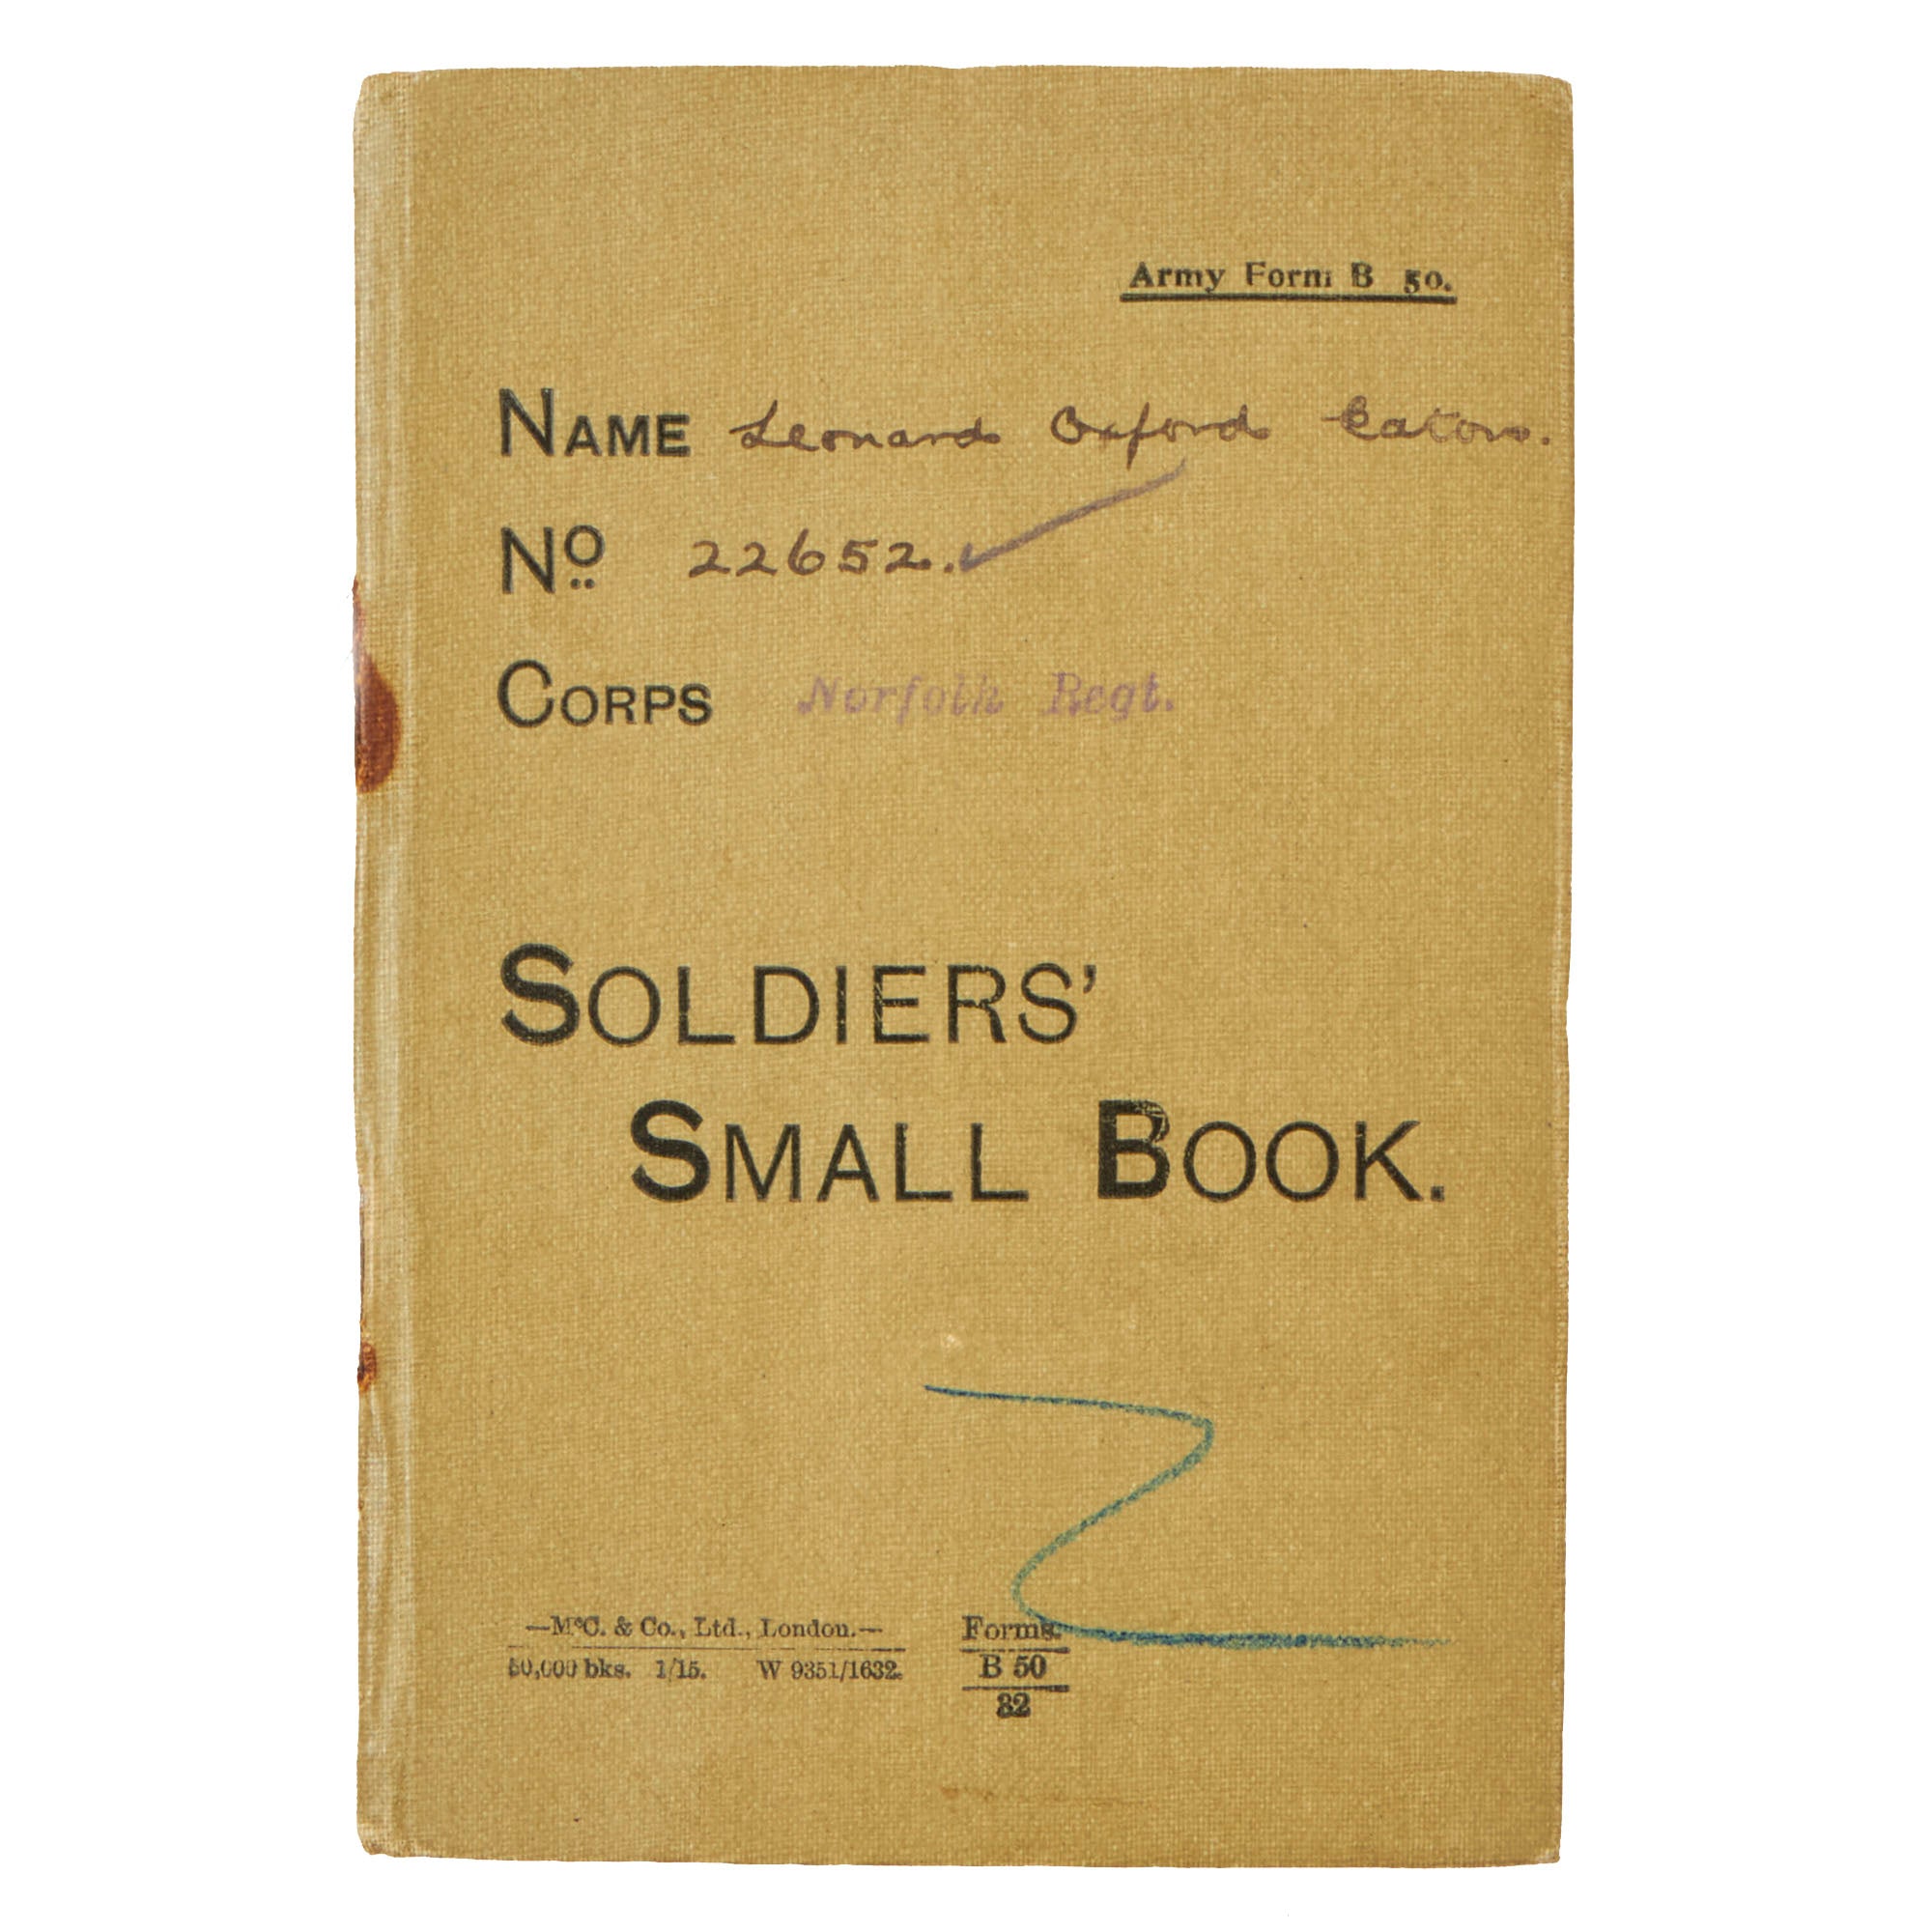 Army Form B 50.
NAME Leonard Oxford Eaton.
No 22652.
CORPS Norfolk Regt.
SOLDIERS'
SMALL BOOK.
—McC. & Co., Ltd., London.— Forms.
50,000 bks. 1/15. W 9351/1632. B 50
32